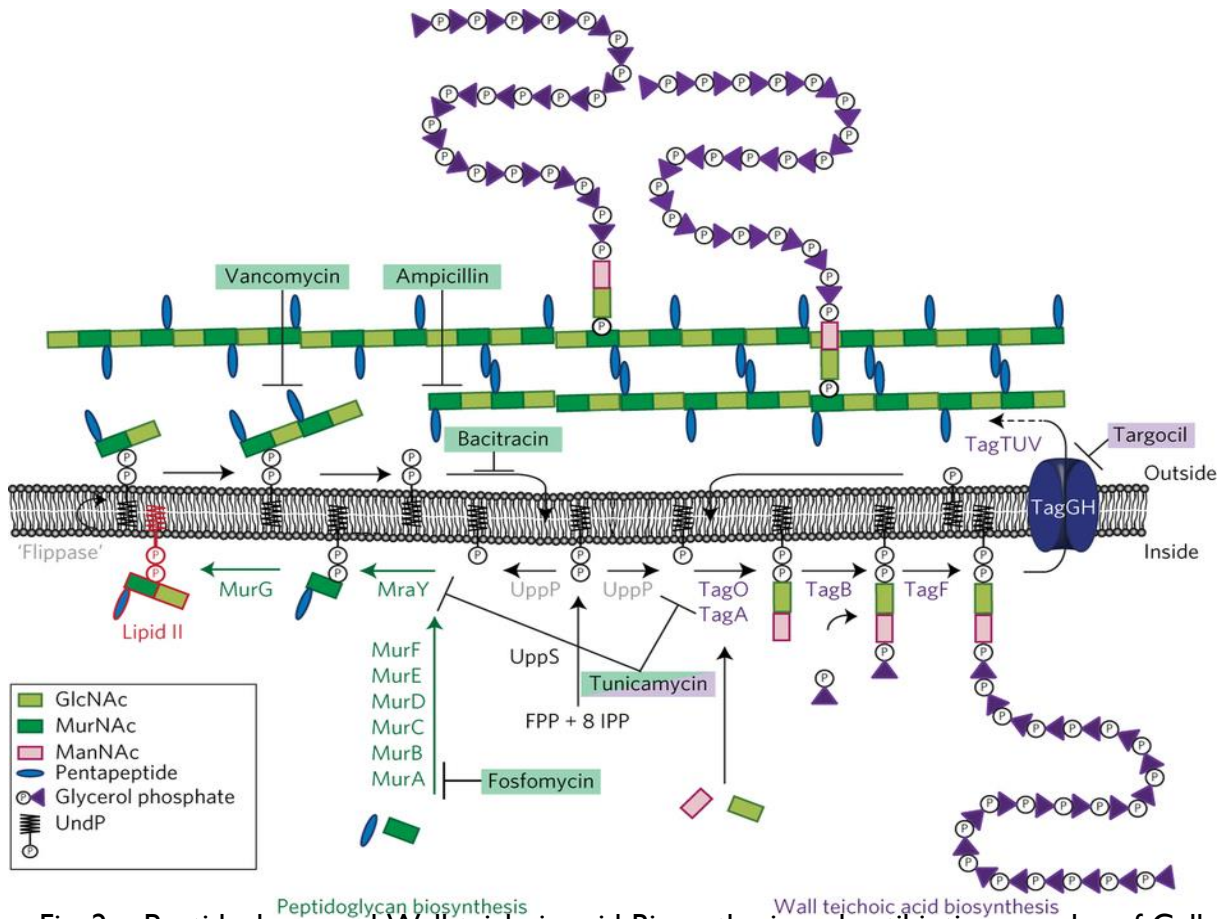 Vancomycin
Ampicillin
Bacitracin
TagTUV
Targocil
Outside
TagGH
Inside
'Flippase'
MurG
MraY
UppP
UppP
TagO
TagA
TagB
TagF
Lipid II
MurF
MurE
MurD
MurC
MurB
MurA
UppS
Tunicamycin
FPP + 8 IPP
Fosfomycin
GlcNAc
MurNAc
ManNAc
Pentapeptide
Glycerol phosphate
UndP
Peptidoglycan biosynthesis
Wall teichoic acid biosynthesis